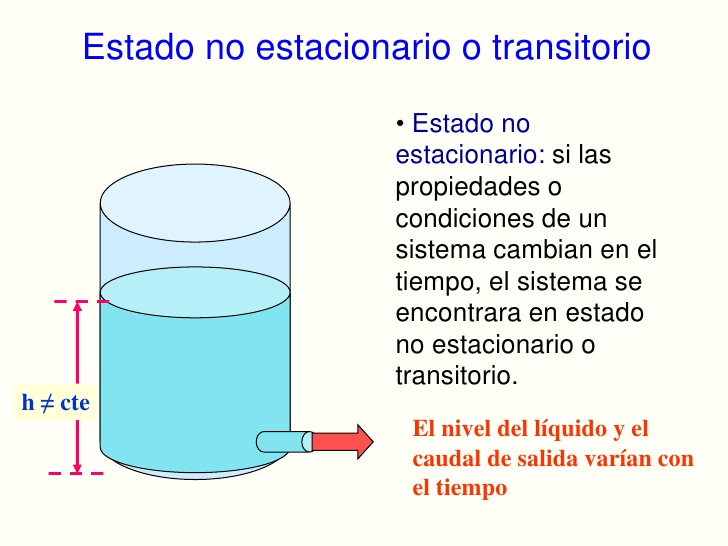 Estado no estacionario o transitorio
• Estado no
estacionario: si las
propiedades o
condiciones de un
sistema cambian en el
tiempo, el sistema se
encontrara en estado
no estacionario o
transitorio.
h ≠ cte
El nivel del líquido y el
caudal de salida varían con
el tiempo